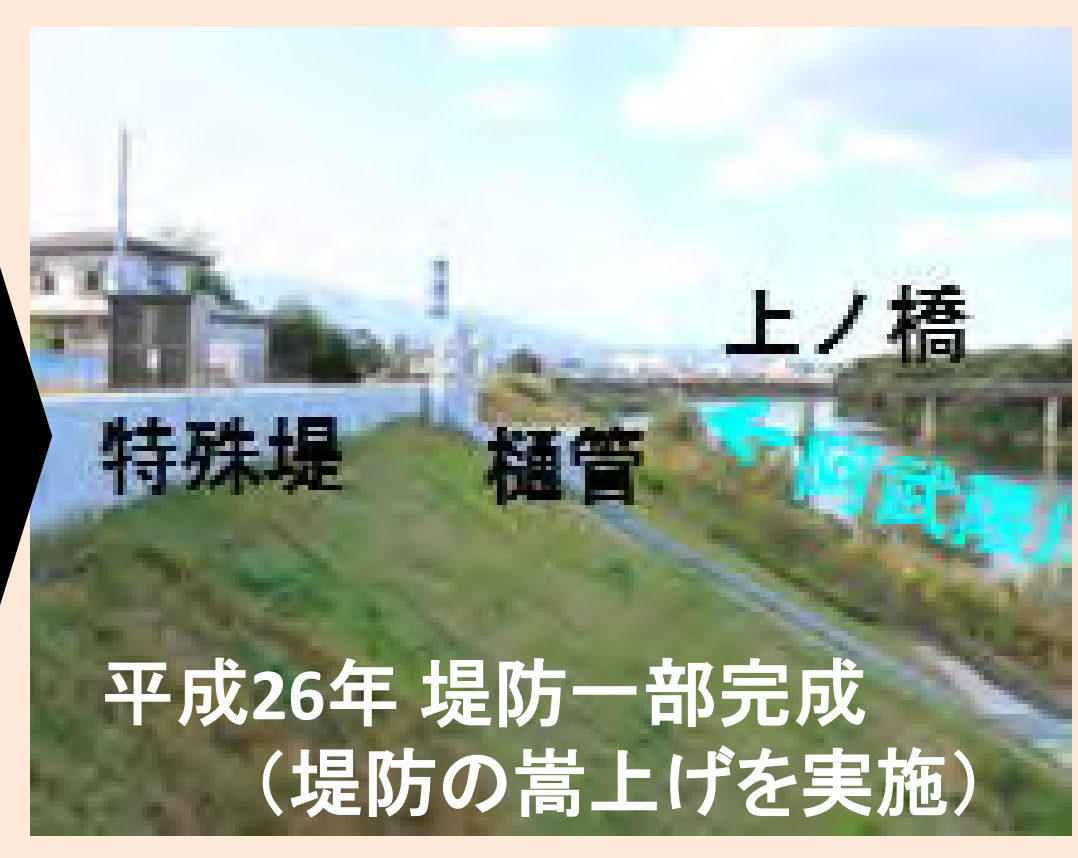 上ノ橋
特殊堤
樋管
平成26年 堤防一部完成
（堤防の嵩上げを実施）